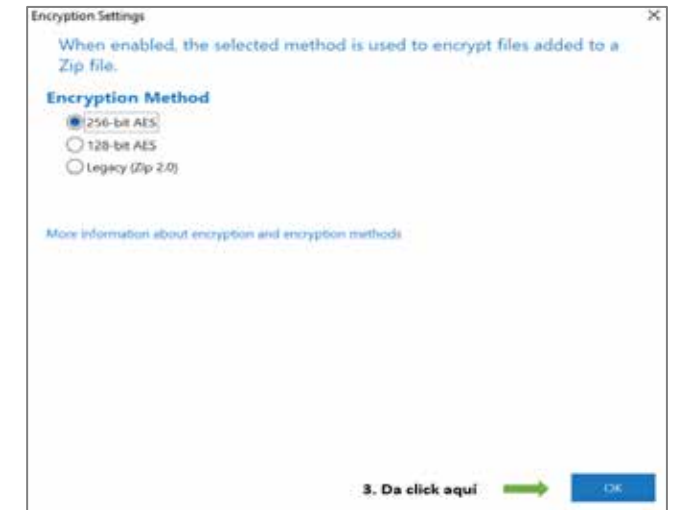 Encryption Settings
When enabled, the selected method is used to encrypt files added to a
Zip file.
Encryption Method
256-bit AES
128-bit AES
Legacy (Zip 2.0)
More information about encryption and encryption methods
3. Da click aquí
OK